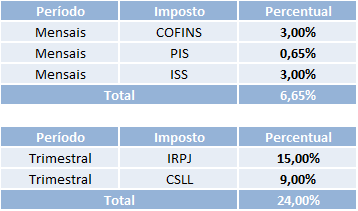 Período Imposto Percentual
Mensais COFINS 3,00%
Mensais PIS 0,65%
Mensais ISS 3,00%
Total 6,65%
Período Imposto Percentual
Trimestral IRPJ 15,00%
Trimestral CSLL 9,00%
Total 24,00%